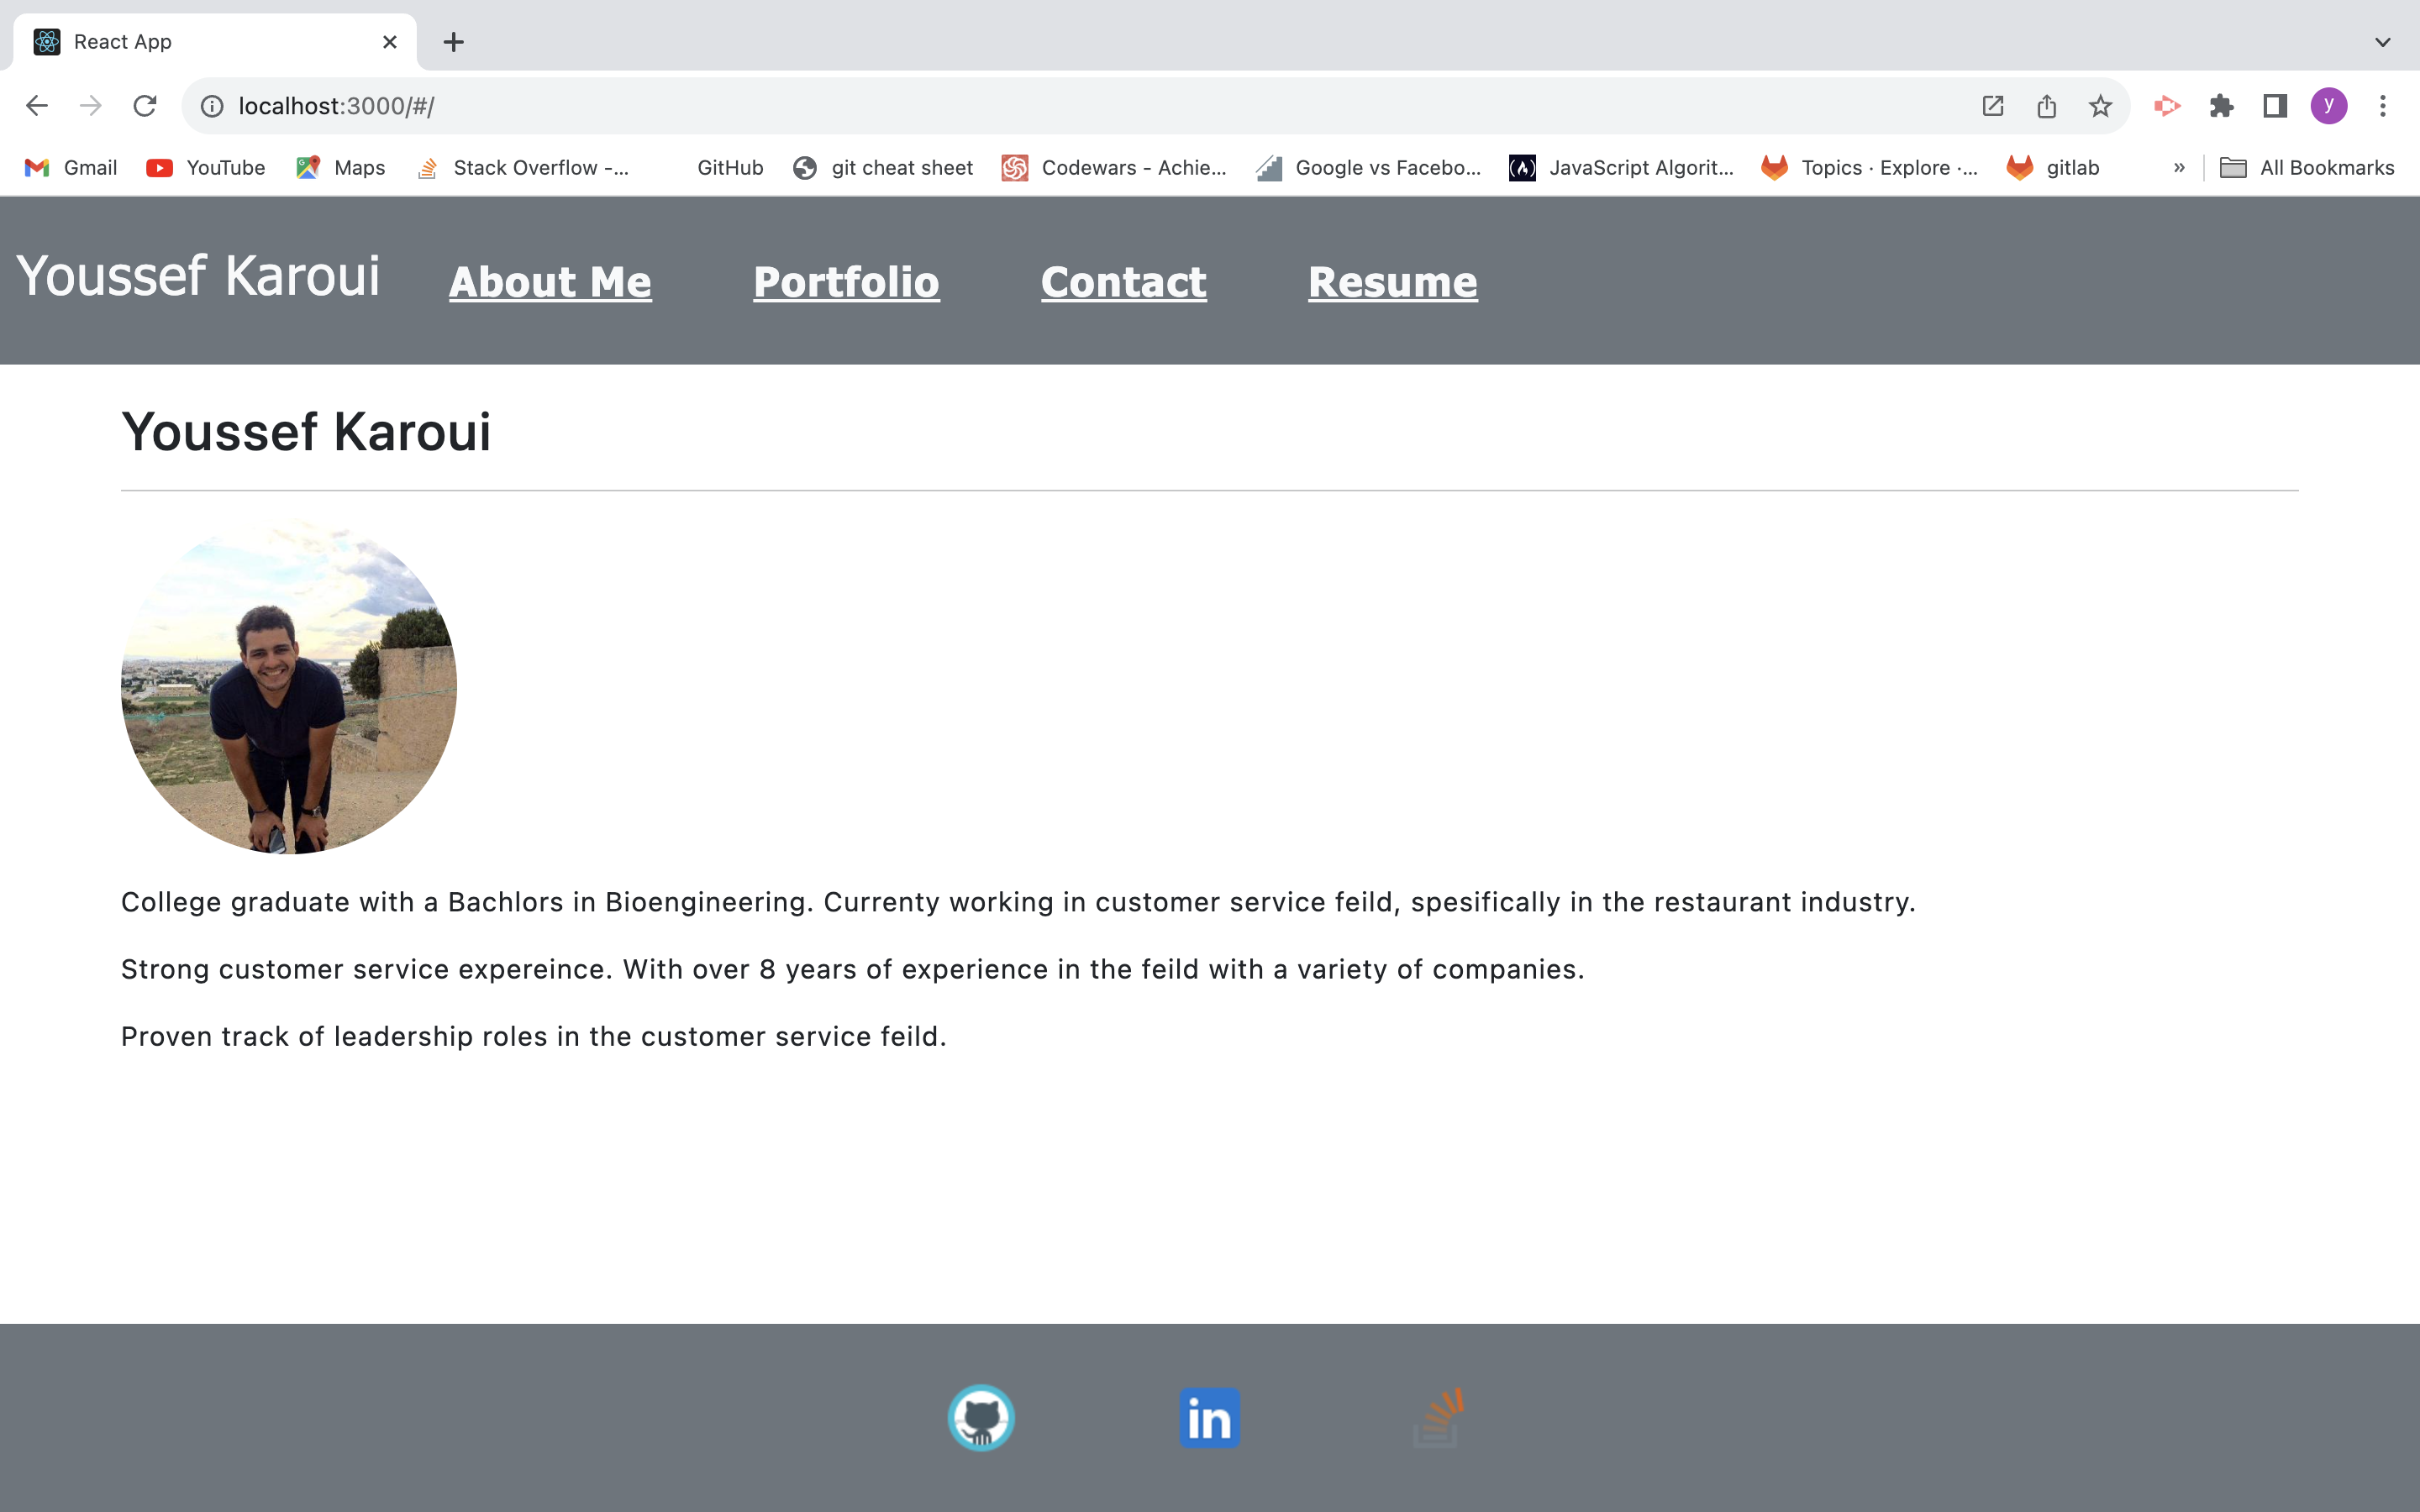 React App
localhost:3000/#/
y
Gmail YouTube Maps Stack Overflow -... GitHub git cheat sheet Codewars - Achie... Google vs Facebo... JavaScript Algorit... Topics · Explore ·... gitlab » All Bookmarks
Youssef Karoui About Me Portfolio Contact Resume
Youssef Karoui
College graduate with a Bachlors in Bioengineering. Currenty working in customer service feild, spesifically in the restaurant industry.
Strong customer service expereince. With over 8 years of experience in the feild with a variety of companies.
Proven track of leadership roles in the customer service feild.
in